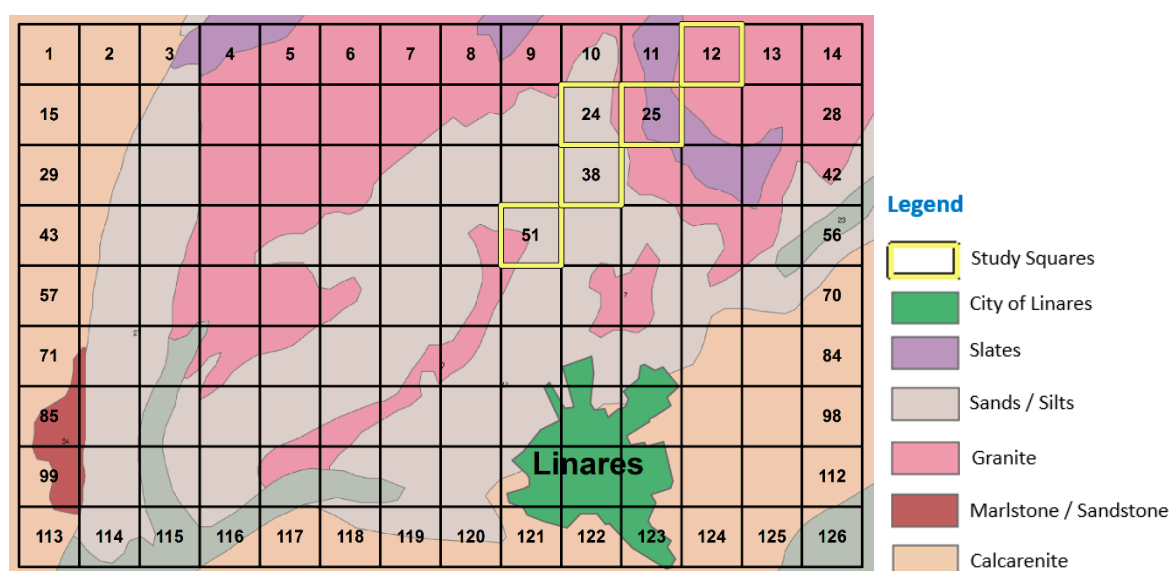 1 2 3 4 5 6 7 8 9 10 11 12 13 14
15 24 25 28
29 38 42
23
43 51 56
57 7 70
71 84
85 98
34
Linares
99 112
113 114 115 116 117 118 119 120 121 122 123 124 125 126
Legend
Study Squares
City of Linares
Slates
Sands / Silts
Granite
Marlstone / Sandstone
Calcarenite